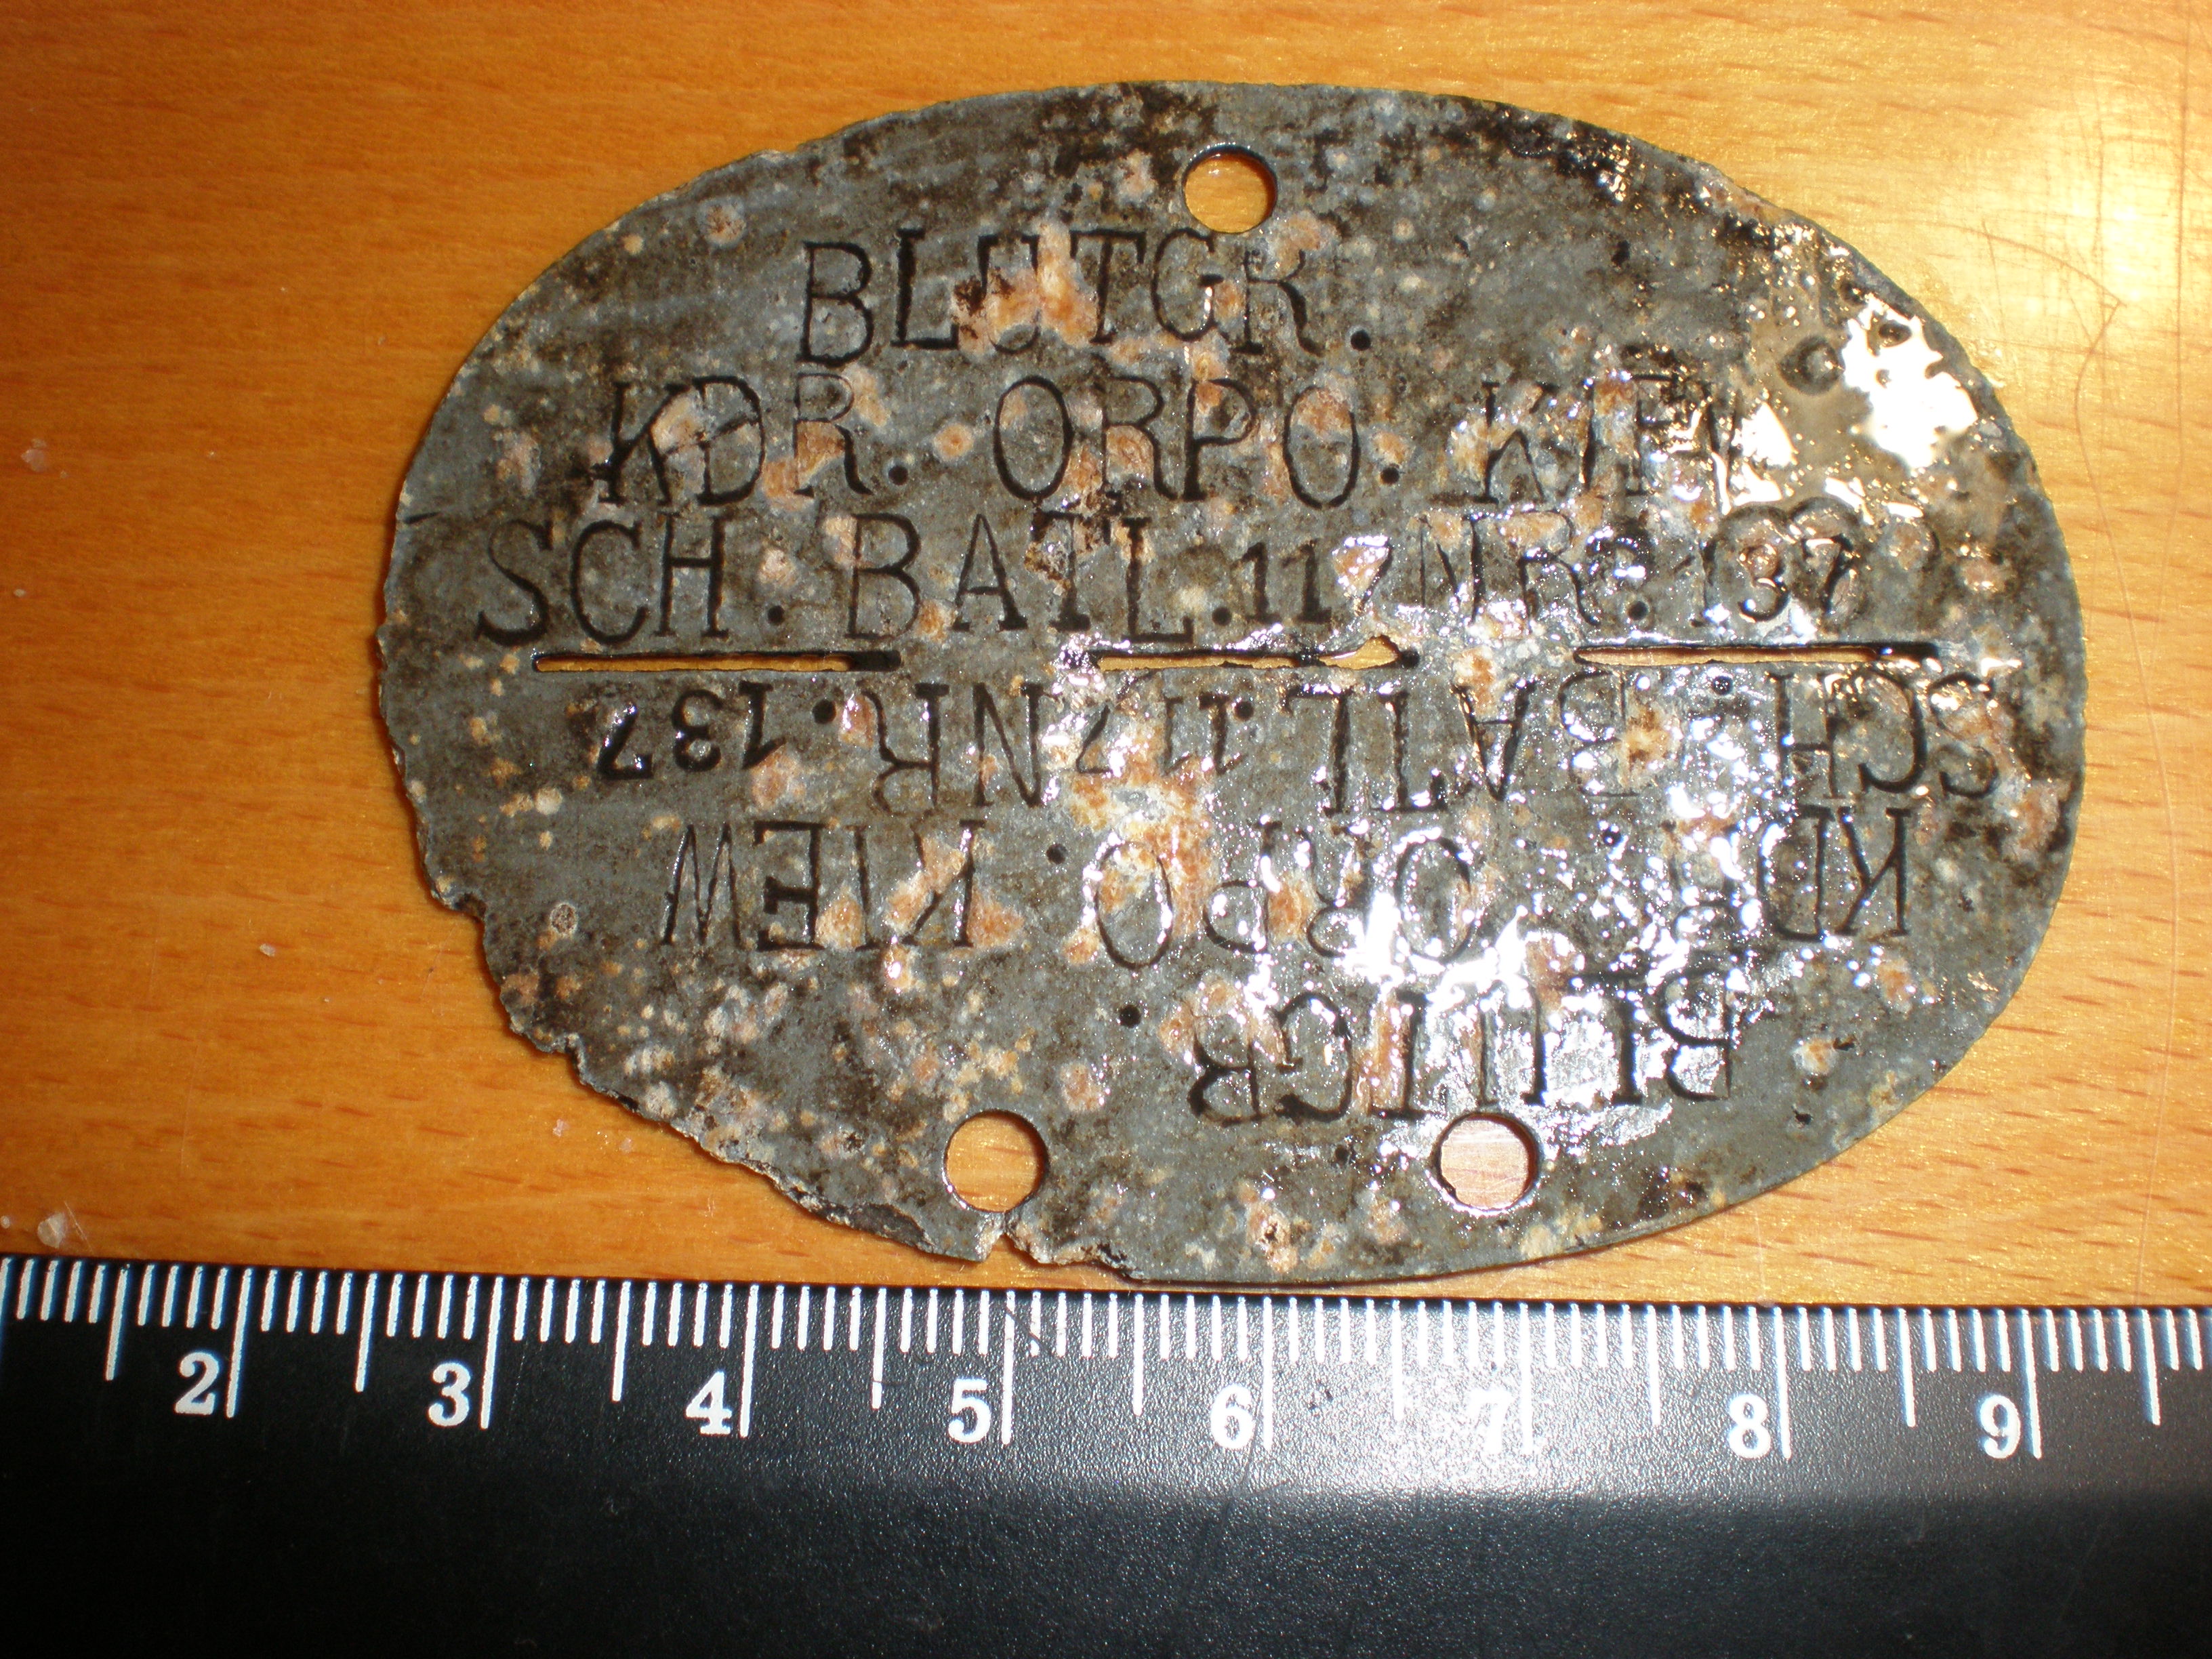 BLUTGR.
KDR. ORPO. KIEW
SCH. BATL. 117 NR. 137
SCH. BATL. 117 NR. 137
KDR. ORPO. KIEW
BLUTGR.
2 3 4 5 6 7 8 9